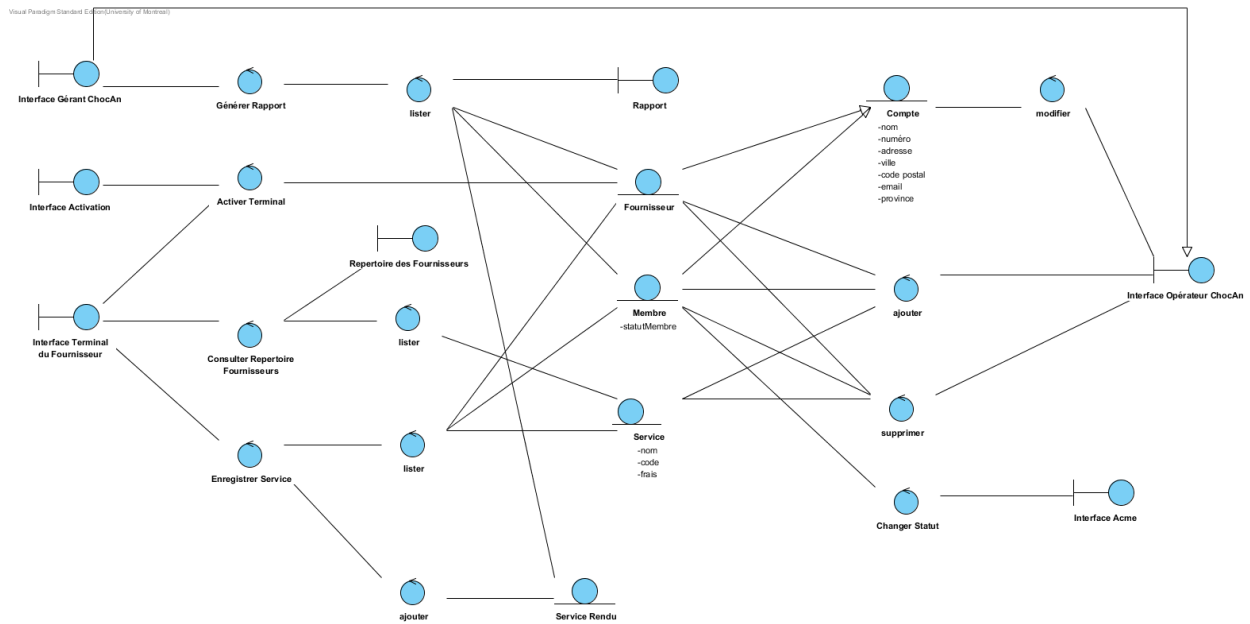 Visual Paradigm Standard Edition(University of Montreal)
Interface Gérant ChocAn
Générer Rapport
lister
Rapport
Compte
-nom
-numéro
-adresse
-ville
-code postal
-email
-province
modifier
Interface Activation
Activer Terminal
Fournisseur
Repertoire des Fournisseurs
Interface Opérateur ChocAn
Membre
-statutMembre
ajouter
Interface Terminal
du Fournisseur
Consulter Repertoire
Fournisseurs
lister
Service
-nom
-code
-frais
supprimer
Enregistrer Service
lister
Changer Statut
Interface Acme
ajouter
Service Rendu